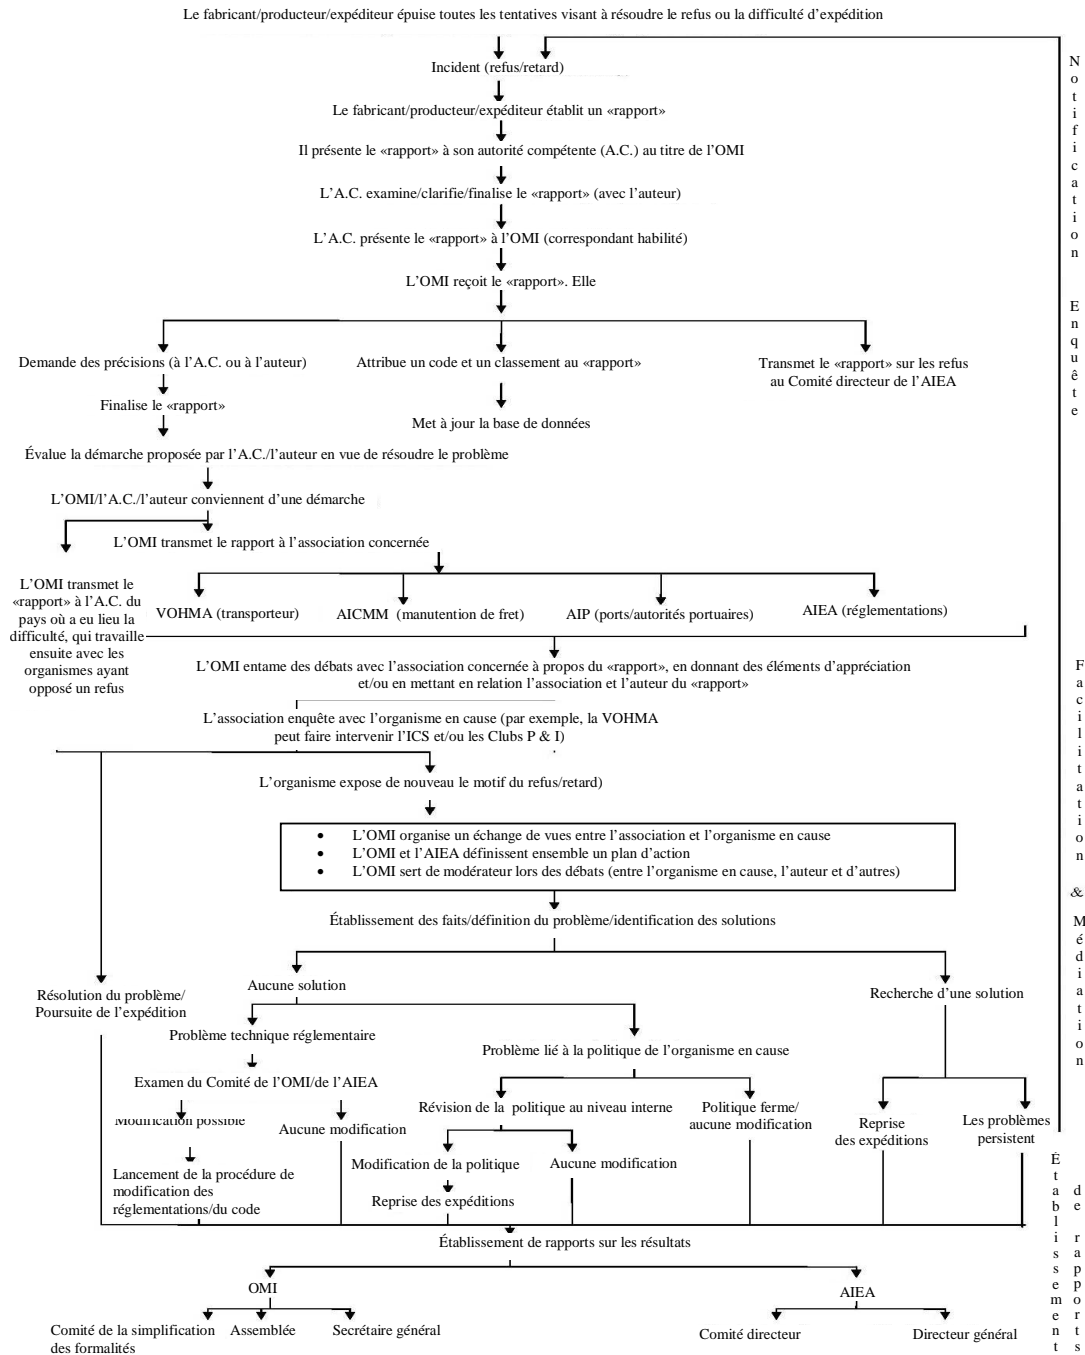 Le fabricant/producteur/expéditeur épuise toutes les tentatives visant à résoudre le refus ou la difficulté d’expédition
Incident (refus/retard)
Le fabricant/producteur/expéditeur établit un «rapport»
Il présente le «rapport» à son autorité compétente (A.C.) au titre de l’OMI
L’A.C. examine/clarifie/finalise le «rapport» (avec l’auteur)
L’A.C. présente le «rapport» à l’OMI (correspondant habilité)
L’OMI reçoit le «rapport». Elle
Demande des précisions (à l’A.C. ou à l’auteur)
Attribue un code et un classement au «rapport»
Transmet le «rapport» sur les refus
au Comité directeur de l’AIEA
Finalise le «rapport»
Met à jour la base de données
Évalue la démarche proposée par l’A.C./l’auteur en vue de résoudre le problème
L’OMI/l’A.C./l’auteur conviennent d’une démarche
L’OMI transmet le rapport à l’association concernée
L’OMI transmet le
«rapport» à l’A.C. du
pays où a eu lieu la
difficulté, qui travaille
ensuite avec les
organismes ayant
opposé un refus
VOHMA (transporteur)
AICMM (manutention de fret)
AIP (ports/autorités portuaires)
AIEA (réglementations)
L’OMI entame des débats avec l’association concernée à propos du «rapport», en donnant des éléments d’appréciation
et/ou en mettant en relation l’association et l’auteur du «rapport»
L’association enquête avec l’organisme en cause (par exemple, la VOHMA
peut faire intervenir l’ICS et/ou les Clubs P & I)
L’organisme expose de nouveau le motif du refus/retard)
• L’OMI organise un échange de vues entre l’association et l’organisme en cause
• L’OMI et l’AIEA définissent ensemble un plan d’action
• L’OMI sert de modérateur lors des débats (entre l’organisme en cause, l’auteur et d’autres)
Établissement des faits/définition du problème/identification des solutions
Résolution du problème/
Poursuite de l’expédition
Aucune solution
Recherche d’une solution
Problème technique réglementaire
Problème lié à la politique de l’organisme en cause
Examen du Comité de l’OMI/de l’AIEA
Révision de la politique au niveau interne
Politique ferme/
aucune modification
Reprise
des expéditions
Les problèmes
persistent
Modification possible
Aucune modification
Modification de la politique
Aucune modification
Lancement de la procédure de
modification des
réglementations/du code
Reprise des expéditions
Établissement de rapports sur les résultats
OMI
AIEA
Comité de la simplification
des formalités
Assemblée
Secrétaire général
Comité directeur
Directeur général
Notification
Enquête
Facilitation & Médiation
Établissement
de rapports